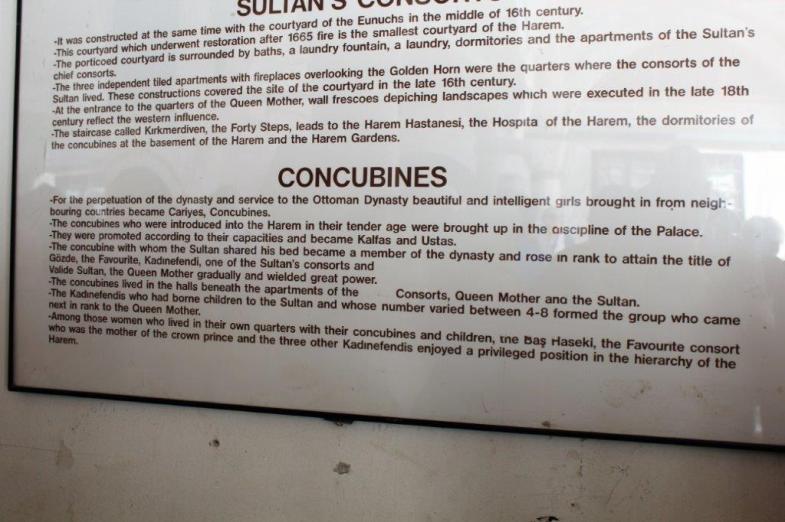 SULTAN'S CONSORTS
-It was constructed at the same time with the courtyard of the Eunuchs in the middle of 16th century.
-This courtyard which underwent restoration after 1665 fire is the smallest courtyard of the Harem.
-The porticoed courtyard is surrounded by baths, a laundry fountain, a laundry, dormitories and the apartments of the Sultan's
chief consorts.
-The three independent tiled apartments with fireplaces overlooking the Golden Horn were the quarters where the consorts of the
Sultan lived. These constructions covered the site of the courtyard in the late 16th century.
-At the entrance to the quarters of the Queen Mother, wall frescoes depiching landscapes which were executed in the late 18th
century reflect the western influence.
-The staircase called Kırkmerdiven, the Forty Steps, leads to the Harem Hastanesi, the Hospita of the Harem, the dormitories of
the concubines at the basement of the Harem and the Harem Gardens.
CONCUBINES
-For the perpetuation of the dynasty and service to the Ottoman Dynasty beautiful and intelligent girls brought in from neigh-
bouring countries became Cariyes, Concubines.
-The concubines who were introduced into the Harem in their tender age were brought up in the discipline of the Palace.
-They were promoted according to their capacities and became Kalfas and Ustas.
-The concubine with whom the Sultan shared his bed became a member of the dynasty and rose in rank to attain the title of
Gözde, the Favourite, Kadınefendi, one of the Sultan's consorts and
Valide Sultan, the Queen Mother gradually and wielded great power.
-The concubines lived in the halls beneath the apartments of the Consorts, Queen Mother and the Sultan.
-The Kadınefendis who had borne children to the Sultan and whose number varied between 4-8 formed the group who came
next in rank to the Queen Mother.
-Among those women who lived in their own quarters with their concubines and children, the Baş Haseki, the Favourite consort
who was the mother of the crown prince and the three other Kadınefendis enjoyed a privileged position in the hierarchy of the
Harem.